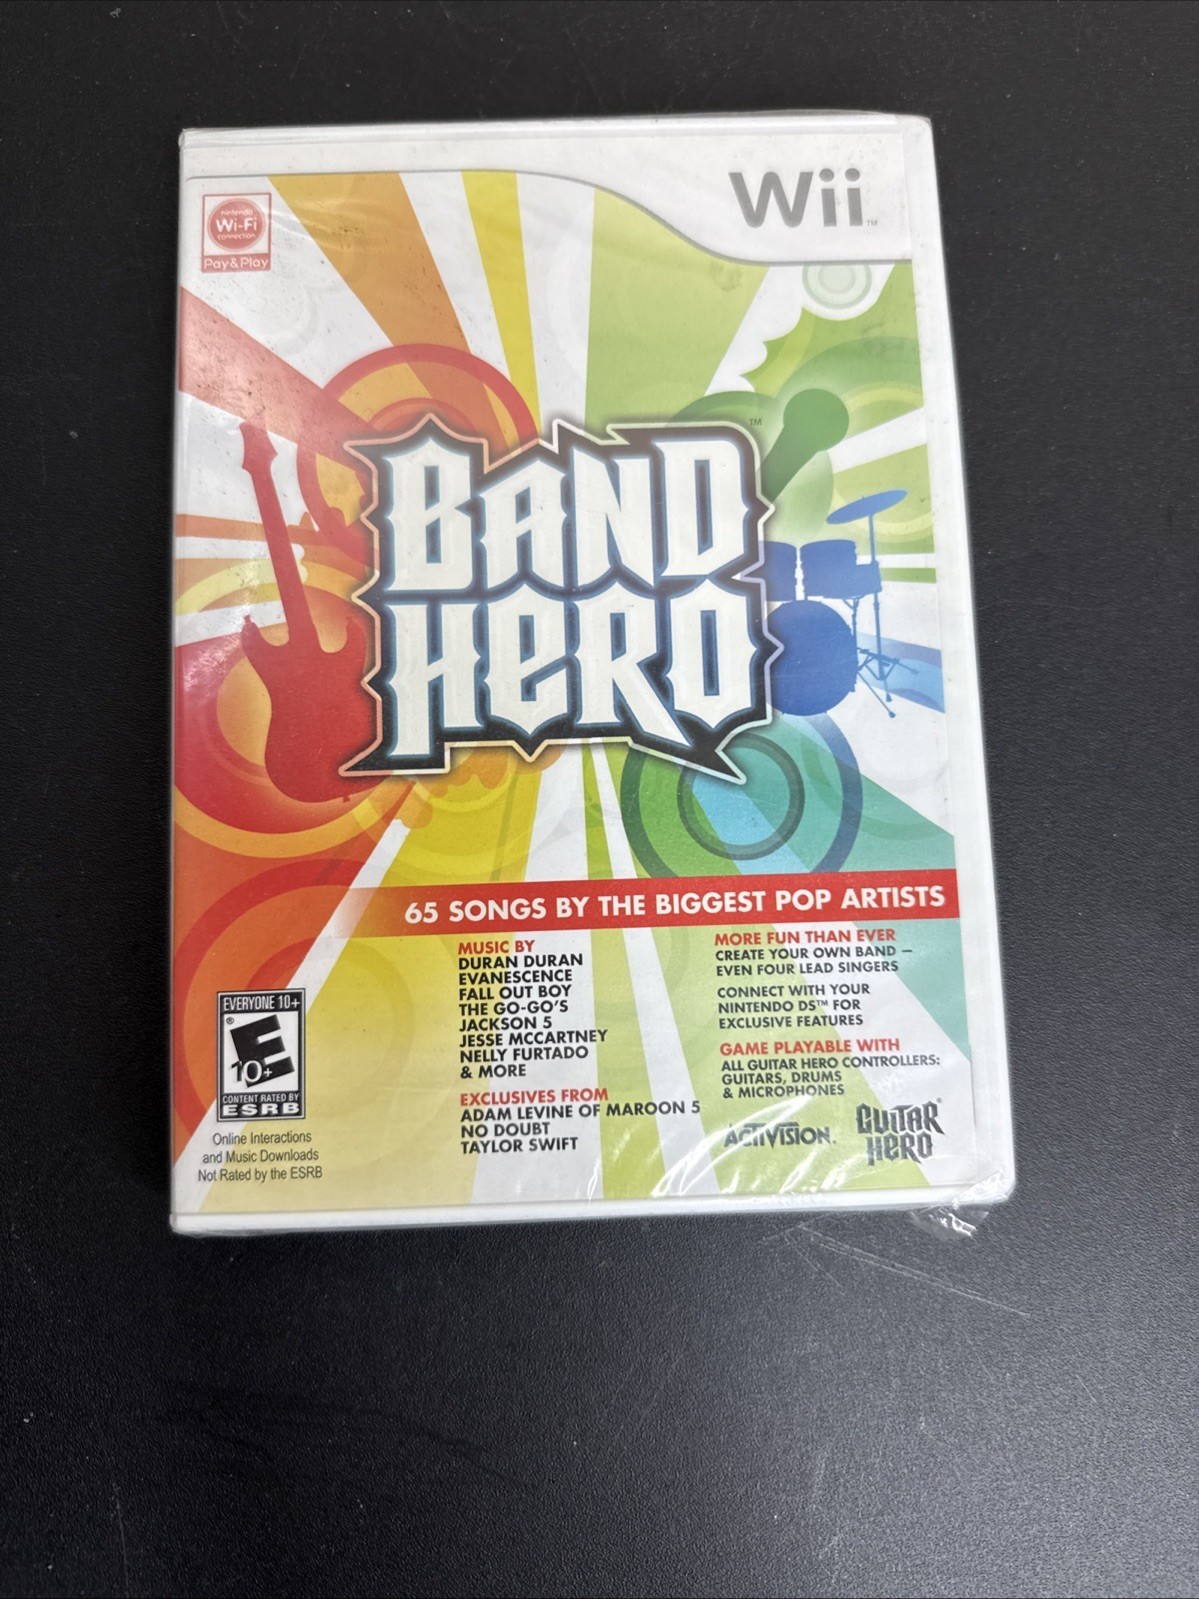 Wii™
Nintendo
Wi-Fi
connection
Pay & Play
BAND™
HERO
65 SONGS BY THE BIGGEST POP ARTISTS
MUSIC BY
DURAN DURAN
EVANESCENCE
FALL OUT BOY
THE GO-GO'S
JACKSON 5
JESSE MCCARTNEY
NELLY FURTADO
& MORE
EXCLUSIVES FROM
ADAM LEVINE OF MAROON 5
NO DOUBT
TAYLOR SWIFT
MORE FUN THAN EVER
CREATE YOUR OWN BAND —
EVEN FOUR LEAD SINGERS
CONNECT WITH YOUR
NINTENDO DS™ FOR
EXCLUSIVE FEATURES
GAME PLAYABLE WITH
ALL GUITAR HERO CONTROLLERS:
GUITARS, DRUMS
& MICROPHONES
ACTIVISION.
GUITAR®
HERO
EVERYONE 10+
®
E
10+
CONTENT RATED BY
ESRB
Online Interactions
and Music Downloads
Not Rated by the ESRB